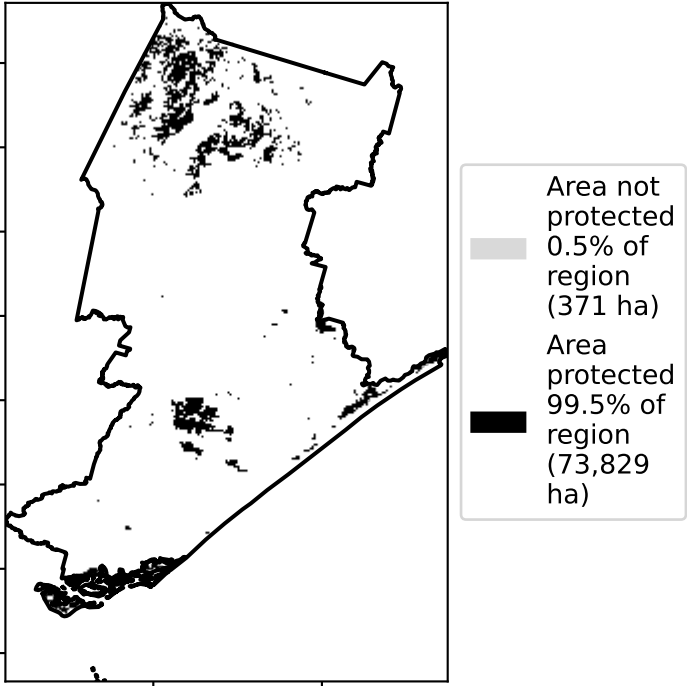 Area not
protected
0.5% of
region
(371 ha)
Area
protected
99.5% of
region
(73,829
ha)